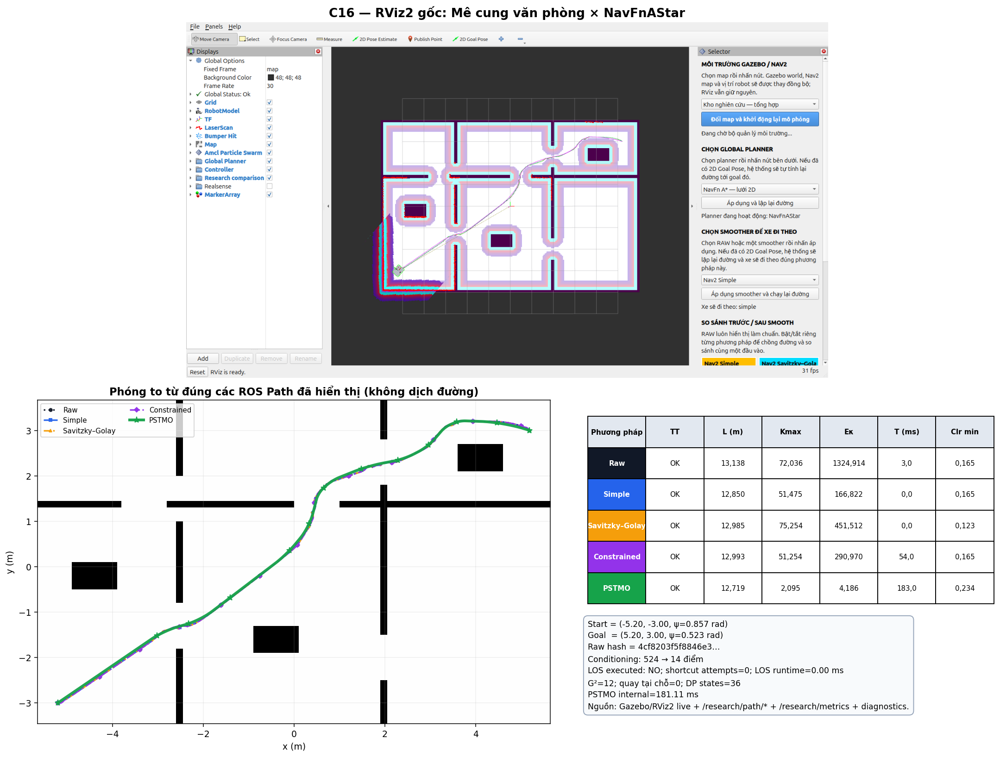 C16 — RViz2 gốc: Mê cung văn phòng × NavFnAStar
File Panels Help
Move Camera Select Focus Camera Measure 2D Pose Estimate Publish Point 2D Goal Pose
Displays
Global Options
Fixed Frame map
Background Color 48; 48; 48
Frame Rate 30
Global Status: Ok
Grid
RobotModel
TF
LaserScan
Bumper Hit
Map
Amcl Particle Swarm
Global Planner
Controller
Research comparison
Realsense
MarkerArray
Add Duplicate Remove Rename
Reset RViz is ready.
Selector
MÔI TRƯỜNG GAZEBO / NAV2
Chọn map rồi nhấn nút. Gazebo world, Nav2
map và vị trí robot sẽ được thay đồng bộ;
RViz vẫn giữ nguyên.
Kho nghiên cứu — tổng hợp
Đổi map và khởi động lại mô phỏng
Đang chờ bộ quản lý môi trường...
CHỌN GLOBAL PLANNER
Chọn planner rồi nhấn nút bên dưới. Nếu đã
có 2D Goal Pose, hệ thống sẽ tự tính lại
đường tới goal đó.
NavFn A* — lưới 2D
Áp dụng và lập lại đường
Planner đang hoạt động: NavFnAStar
CHỌN SMOOTHER ĐỂ XE ĐI THEO
Chọn RAW hoặc một smoother rồi nhấn áp
dụng. Nếu đã có 2D Goal Pose, hệ thống sẽ
lập lại đường và xe sẽ đi theo đúng phương
pháp này.
Nav2 Simple
Áp dụng smoother và chạy lại đường
Xe sẽ đi theo: simple
SO SÁNH TRƯỚC / SAU SMOOTH
RAW luôn hiển thị làm chuẩn. Bật/tắt riêng
từng phương pháp để chồng đường và so
sánh cùng một đầu vào.
Nav2 Simple Nav2 Savitzky–Gola
31 fps
Phóng to từ đúng các ROS Path đã hiển thị (không dịch đường)
Raw
Simple
Savitzky–Golay
Constrained
PSTMO
3
2
1
0
−1
−2
−3
y (m)
−4 −2 0 2 4
x (m)
Phương pháp TT L (m) Kmax Eκ T (ms) Clr min
Raw OK 13,138 72,036 1324,914 3,0 0,165
Simple OK 12,850 51,475 166,822 0,0 0,165
Savitzky–Golay OK 12,985 75,254 451,512 0,0 0,123
Constrained OK 12,993 51,254 290,970 54,0 0,165
PSTMO OK 12,719 2,095 4,186 183,0 0,234
Start = (-5.20, -3.00, ψ=0.857 rad)
Goal = (5.20, 3.00, ψ=0.523 rad)
Raw hash = 4cf8203f5f8846e3...
Conditioning: 524 → 14 điểm
LOS executed: NO; shortcut attempts=0; LOS runtime=0.00 ms
G²=12; quay tại chỗ=0; DP states=36
PSTMO internal=181.11 ms
Nguồn: Gazebo/RViz2 live + /research/path/* + /research/metrics + diagnostics.